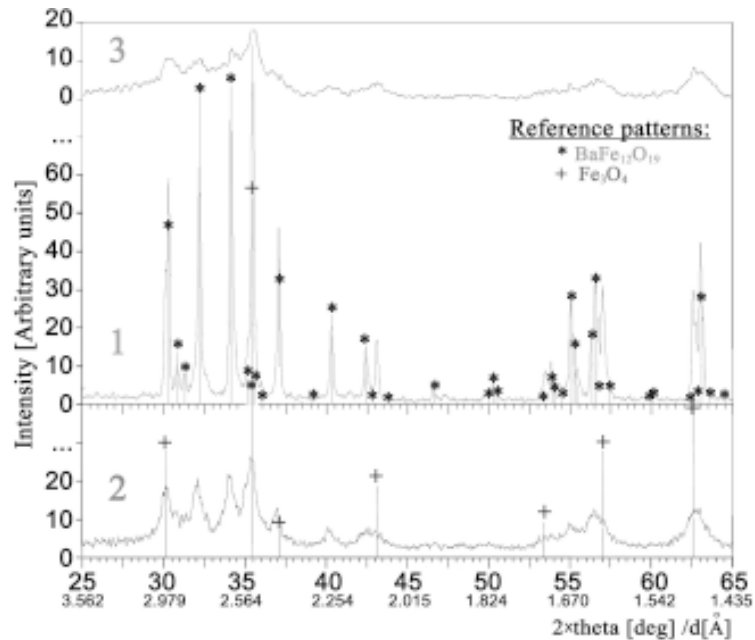 3
20
10
0
...
Reference patterns:
* BaFe₁₂O₁₉
+ Fe₃O₄
60
50
40
30
20
10
0
1
Intensity [Arbitrary units]
...
20
10
0
2
25 30 35 40 45 50 55 60 65
3.562 2.979 2.564 2.254 2.015 1.824 1.670 1.542 1.435
2×theta [deg] /d[Å]